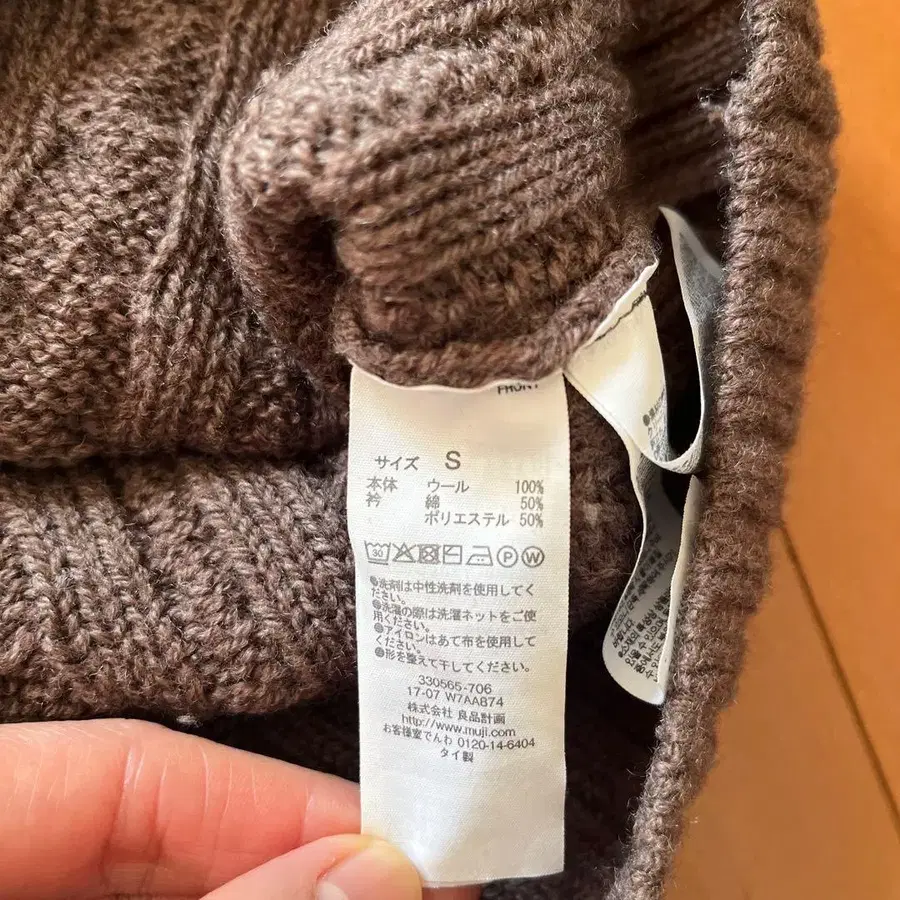 FRONT
サイズ S
本体 ウール 100%
衿 綿 50%
ポリエステル 50%
30 P W
●洗剤は中性洗剤を使用してく
ださい。
●洗濯の際は洗濯ネットをご使
用ください。
●アイロンはあて布を使用して
ください。
●形を整えて干してください。
330565-706
17-07 W7AA874
株式会社 良品計画
http://www.muji.com
お客様室でんわ 0120-14-6404
タイ製